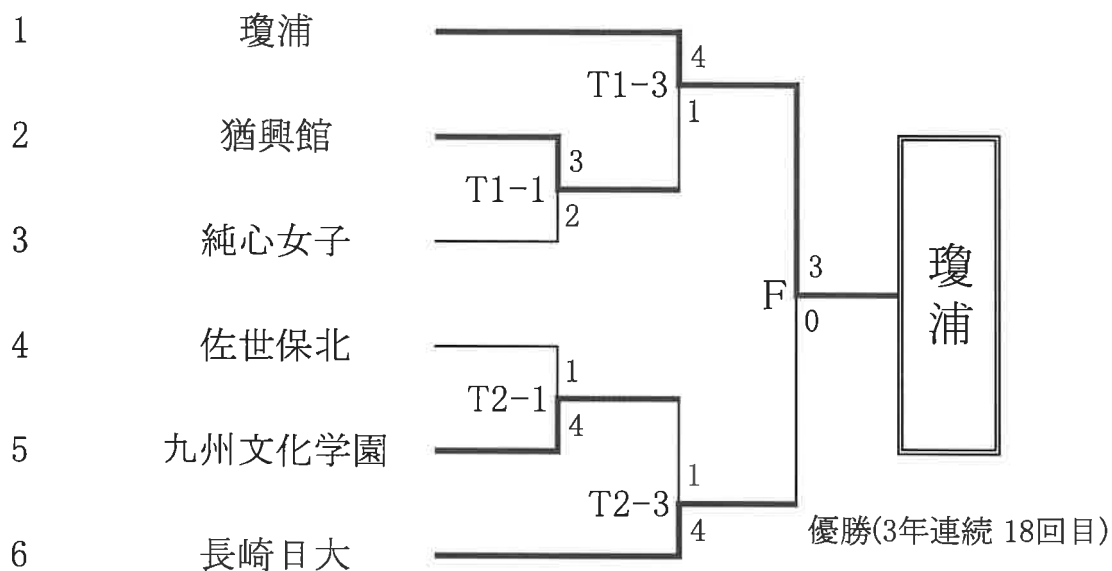 1 瓊浦
4
T1-3
1
2 猶興館
3
T1-1
2
3 純心女子
3
F
0
瓊浦
4 佐世保北
1
T2-1
4
5 九州文化学園
1
T2-3
4
優勝(3年連続 18回目)
6 長崎日大